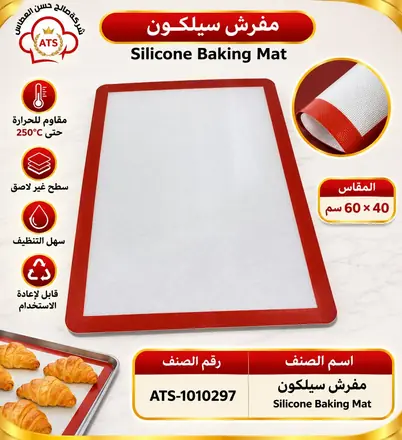 شركة صالح حسن العطاس
ATS
مفرش سيلكون
Silicone Baking Mat
مقاوم للحرارة
حتى 250°C
سطح غير لاصق
سهل التنظيف
قابل لإعادة
الاستخدام
المقاس
40 × 60 سم
اسم الصنف
رقم الصنف
مفرش سيلكون
Silicone Baking Mat
ATS-1010297